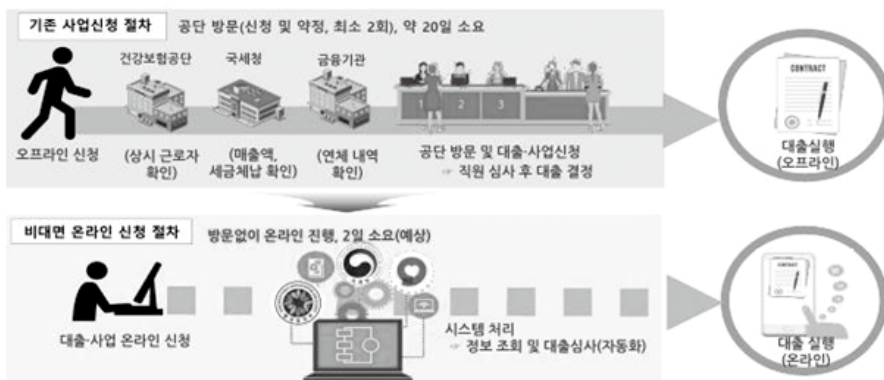 기존 사업신청 절차
공단 방문(신청 및 약정, 최소 2회), 약 20일 소요
건강보험공단
국세청
금융기관
CONTRACT
1 2 3
오프라인 신청
(상시 근로자
확인)
(매출액,
세금체납 확인)
(연체 내역
확인)
공단 방문 및 대출·사업신청
☞ 직원 심사 후 대출 결정
대출실행
(오프라인)
비대면 온라인 신청 절차
방문없이 온라인 진행, 2일 소요(예상)
CONTRACT
대출·사업 온라인 신청
시스템 처리
☞ 정보 조회 및 대출심사(자동화)
대출 실행
(온라인)